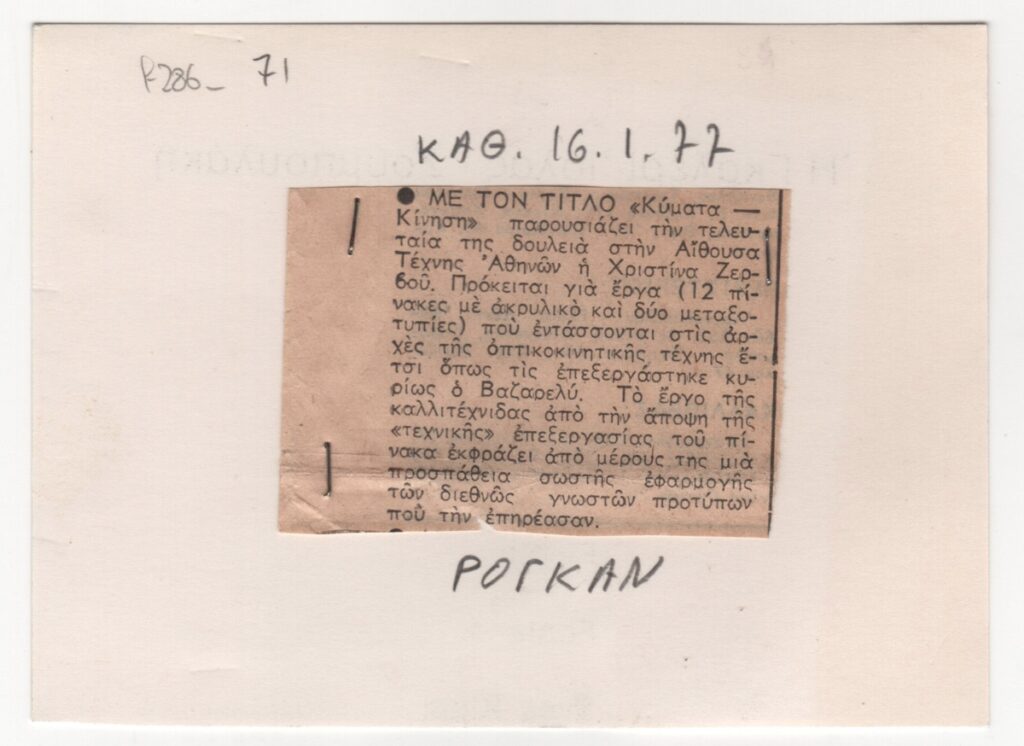 286_ 71
ΚΑΘ. 16.1.77
● ΜΕ ΤΟΝ ΤΙΤΛΟ «Κύματα —
Κίνηση» παρουσιάζει τὴν τελευ-
ταία της δουλειὰ στὴν Αἴθουσα
Τέχνης Ἀθηνῶν ἡ Χριστίνα Ζερ-
βοῦ. Πρόκειται γιὰ ἔργα (12 πί-
νακες μὲ ἀκρυλικὸ καὶ δύο μεταξο-
τυπίες) ποὺ ἐντάσσονται στὶς ἀρ-
χὲς τῆς ὀπτικοκινητικῆς τέχνης ἔ-
τσι ὅπως τὶς ἐπεξεργάστηκε κυ-
ρίως ὁ Βαζαρελύ. Τὸ ἔργο τῆς
καλλιτέχνιδας ἀπὸ τὴν ἄποψη τῆς
«τεχνικῆς» ἐπεξεργασίας τοῦ πί-
νακα ἐκφράζει ἀπὸ μέρους της μιὰ
προσπάθεια σωστῆς ἐφαρμογῆς
τῶν διεθνῶς γνωστῶν προτύπων
ποῦ τὴν ἐπηρέασαν.
ΡΟΓΚΑΝ